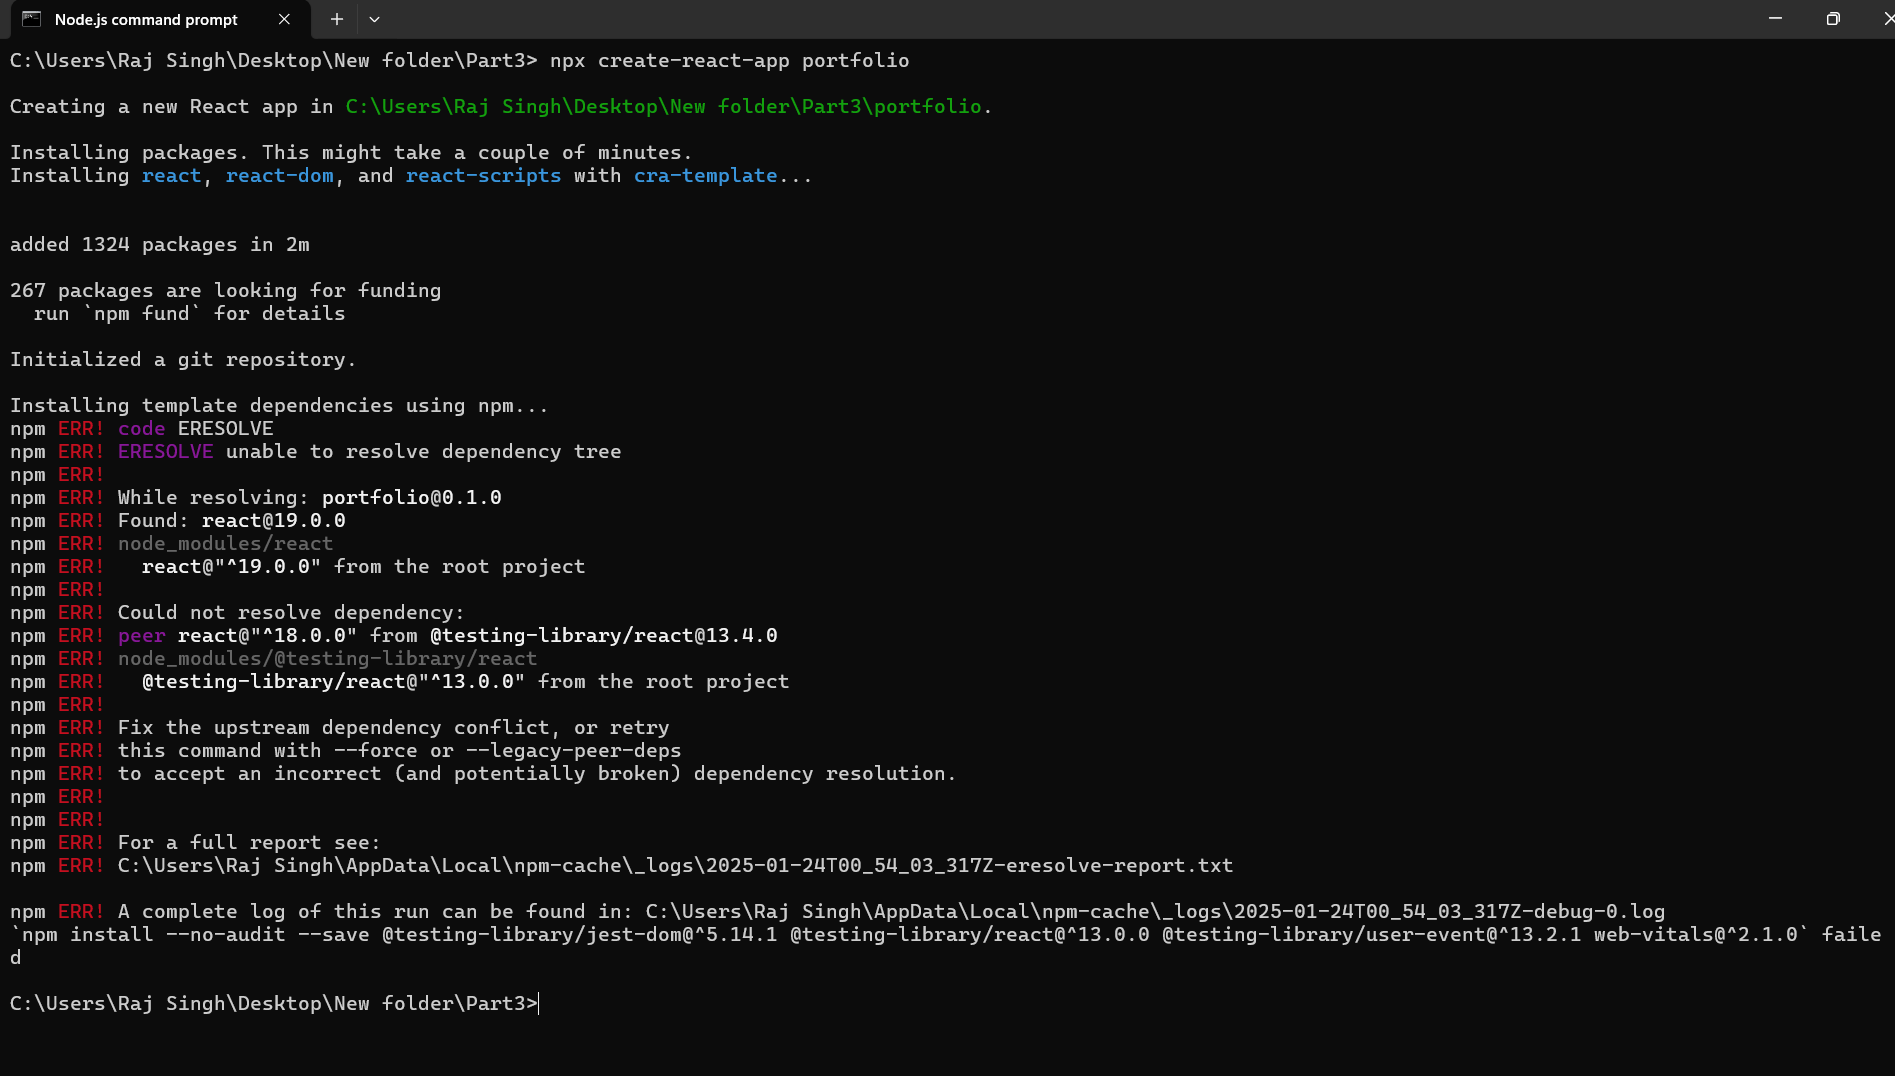 Node.js command prompt
C:\Users\Raj Singh\Desktop\New folder\Part3> npx create-react-app portfolio
Creating a new React app in C:\Users\Raj Singh\Desktop\New folder\Part3\portfolio.
Installing packages. This might take a couple of minutes.
Installing react, react-dom, and react-scripts with cra-template...
added 1324 packages in 2m
267 packages are looking for funding
  run `npm fund` for details
Initialized a git repository.
Installing template dependencies using npm...
npm ERR! code ERESOLVE
npm ERR! ERESOLVE unable to resolve dependency tree
npm ERR!
npm ERR! While resolving: portfolio@0.1.0
npm ERR! Found: react@19.0.0
npm ERR! node_modules/react
npm ERR!   react@"^19.0.0" from the root project
npm ERR!
npm ERR! Could not resolve dependency:
npm ERR! peer react@"^18.0.0" from @testing-library/react@13.4.0
npm ERR! node_modules/@testing-library/react
npm ERR!   @testing-library/react@"^13.0.0" from the root project
npm ERR!
npm ERR! Fix the upstream dependency conflict, or retry
npm ERR! this command with --force or --legacy-peer-deps
npm ERR! to accept an incorrect (and potentially broken) dependency resolution.
npm ERR!
npm ERR!
npm ERR! For a full report see:
npm ERR! C:\Users\Raj Singh\AppData\Local\npm-cache\_logs\2025-01-24T00_54_03_317Z-eresolve-report.txt
npm ERR! A complete log of this run can be found in: C:\Users\Raj Singh\AppData\Local\npm-cache\_logs\2025-01-24T00_54_03_317Z-debug-0.log
`npm install --no-audit --save @testing-library/jest-dom@^5.14.1 @testing-library/react@^13.0.0 @testing-library/user-event@^13.2.1 web-vitals@^2.1.0` faile
d
C:\Users\Raj Singh\Desktop\New folder\Part3>